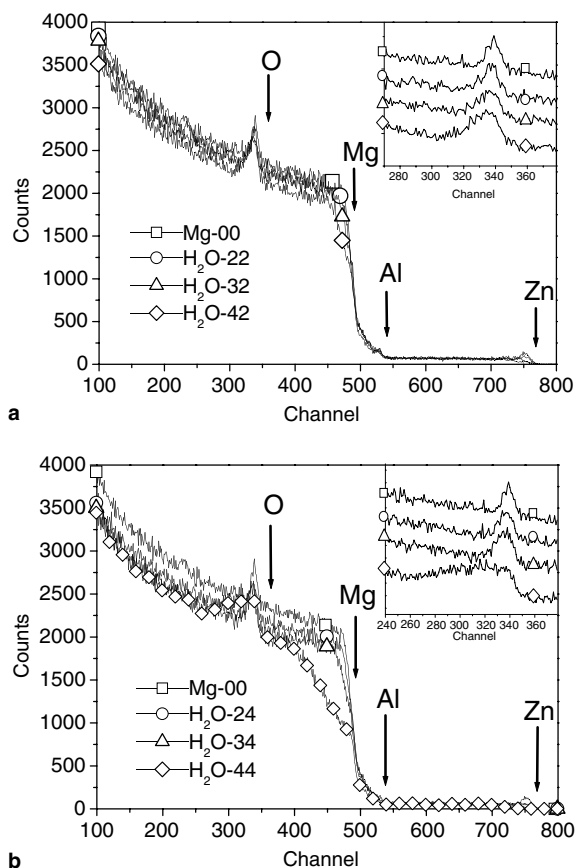 4000
3500
3000
2500
2000
1500
1000
500
0
Counts
100 200 300 400 500 600 700 800
Channel
O
Mg
Al
Zn
Mg-00
H₂O-22
H₂O-32
H₂O-42
280 300 320 340 360
Channel
a
4000
3500
3000
2500
2000
1500
1000
500
0
Counts
100 200 300 400 500 600 700 800
Channel
O
Mg
Al
Zn
Mg-00
H₂O-24
H₂O-34
H₂O-44
240 260 280 300 320 340 360
Channel
b